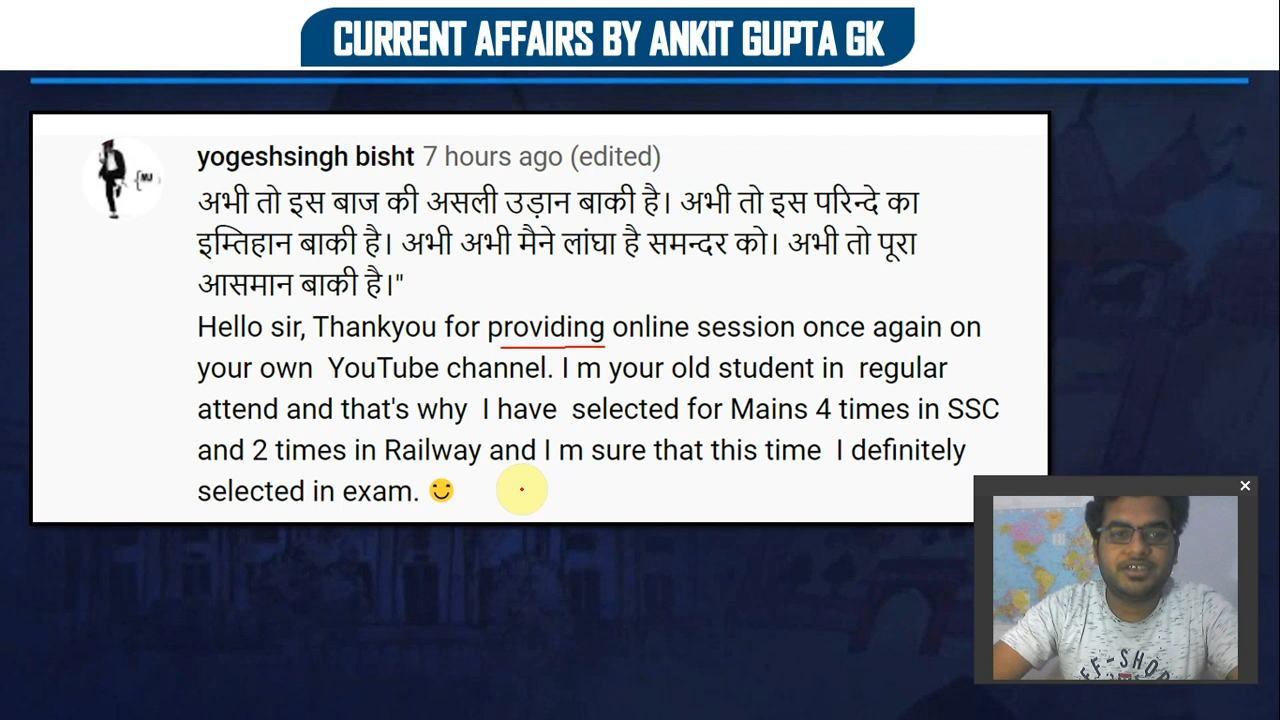 CURRENT AFFAIRS BY ANKIT GUPTA GK
yogeshsingh bisht 7 hours ago (edited)
अभी तो इस बाज की असली उड़ान बाकी है। अभी तो इस परिन्दे का
इम्तिहान बाकी है। अभी अभी मैने लांघा है समन्दर को। अभी तो पूरा
आसमान बाकी है।"
Hello sir, Thankyou for providing online session once again on
your own YouTube channel. I m your old student in regular
attend and that's why I have selected for Mains 4 times in SSC
and 2 times in Railway and I m sure that this time I definitely
selected in exam.
{MJ